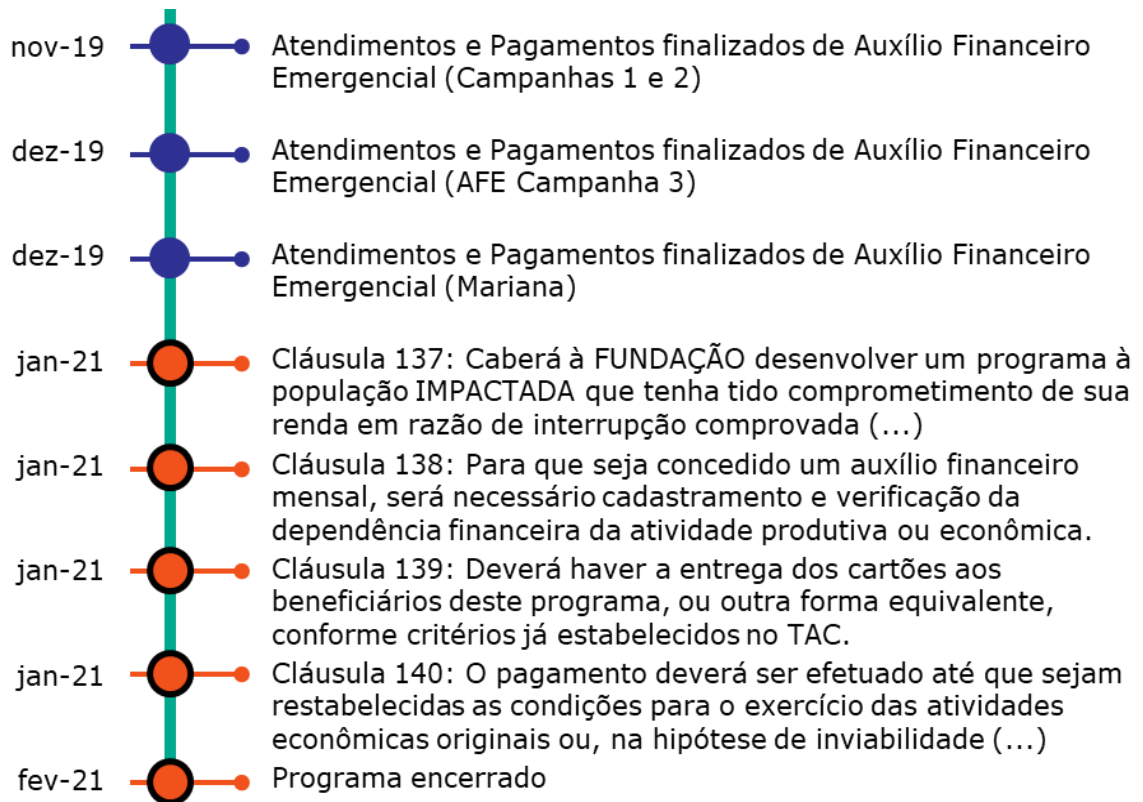 nov-19
Atendimentos e Pagamentos finalizados de Auxílio Financeiro
Emergencial (Campanhas 1 e 2)
dez-19
Atendimentos e Pagamentos finalizados de Auxílio Financeiro
Emergencial (AFE Campanha 3)
dez-19
Atendimentos e Pagamentos finalizados de Auxílio Financeiro
Emergencial (Mariana)
jan-21
Cláusula 137: Caberá à FUNDAÇÃO desenvolver um programa à
população IMPACTADA que tenha tido comprometimento de sua
renda em razão de interrupção comprovada (...)
jan-21
Cláusula 138: Para que seja concedido um auxílio financeiro
mensal, será necessário cadastramento e verificação da
dependência financeira da atividade produtiva ou econômica.
jan-21
Cláusula 139: Deverá haver a entrega dos cartões aos
beneficiários deste programa, ou outra forma equivalente,
conforme critérios já estabelecidos no TAC.
jan-21
Cláusula 140: O pagamento deverá ser efetuado até que sejam
restabelecidas as condições para o exercício das atividades
econômicas originais ou, na hipótese de inviabilidade (...)
fev-21
Programa encerrado